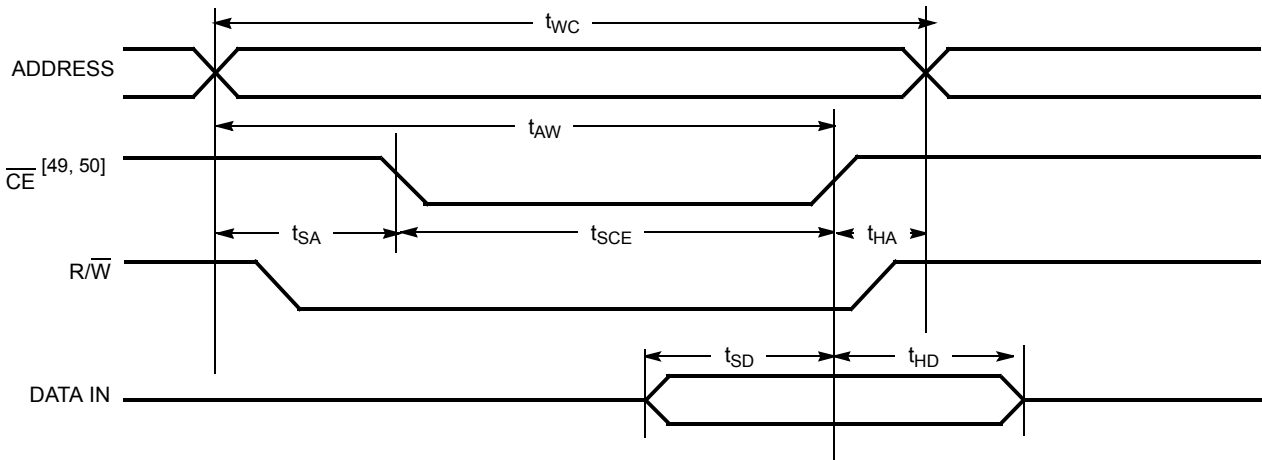 tWC
ADDRESS
tAW
CE [49, 50]
tSA tSCE tHA
R/W
tSD tHD
DATA IN